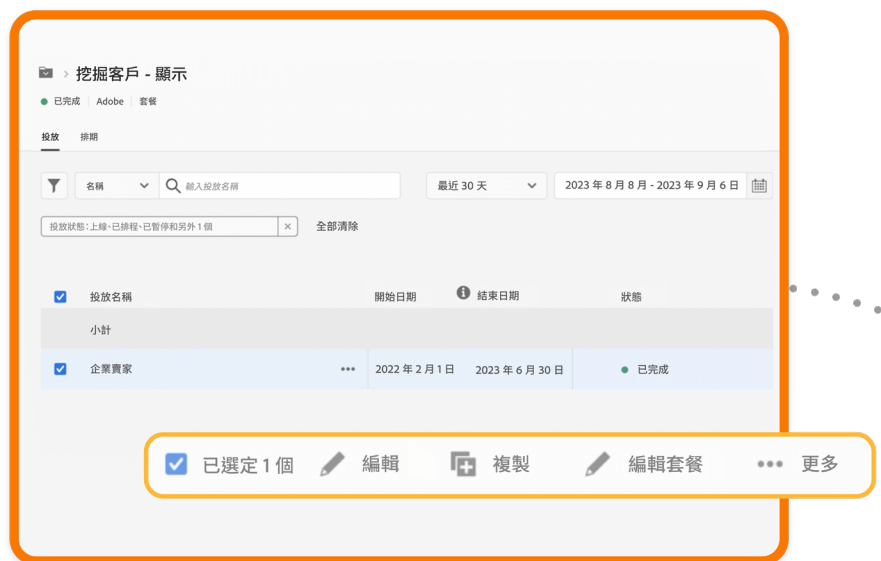 挖掘客戶 - 顯示
已完成 Adobe 套餐
投放 排期
名稱 輸入投放名稱 最近 30 天 2023 年 8 月 8 月 - 2023 年 9 月 6 日
投放狀態：上線、已排程、已暫停和另外 1 個 × 全部清除
投放名稱 開始日期 結束日期 狀態
小計
企業賣家 ••• 2022 年 2 月 1 日 2023 年 6 月 30 日 已完成
已選定 1 個 編輯 複製 編輯套餐 ••• 更多